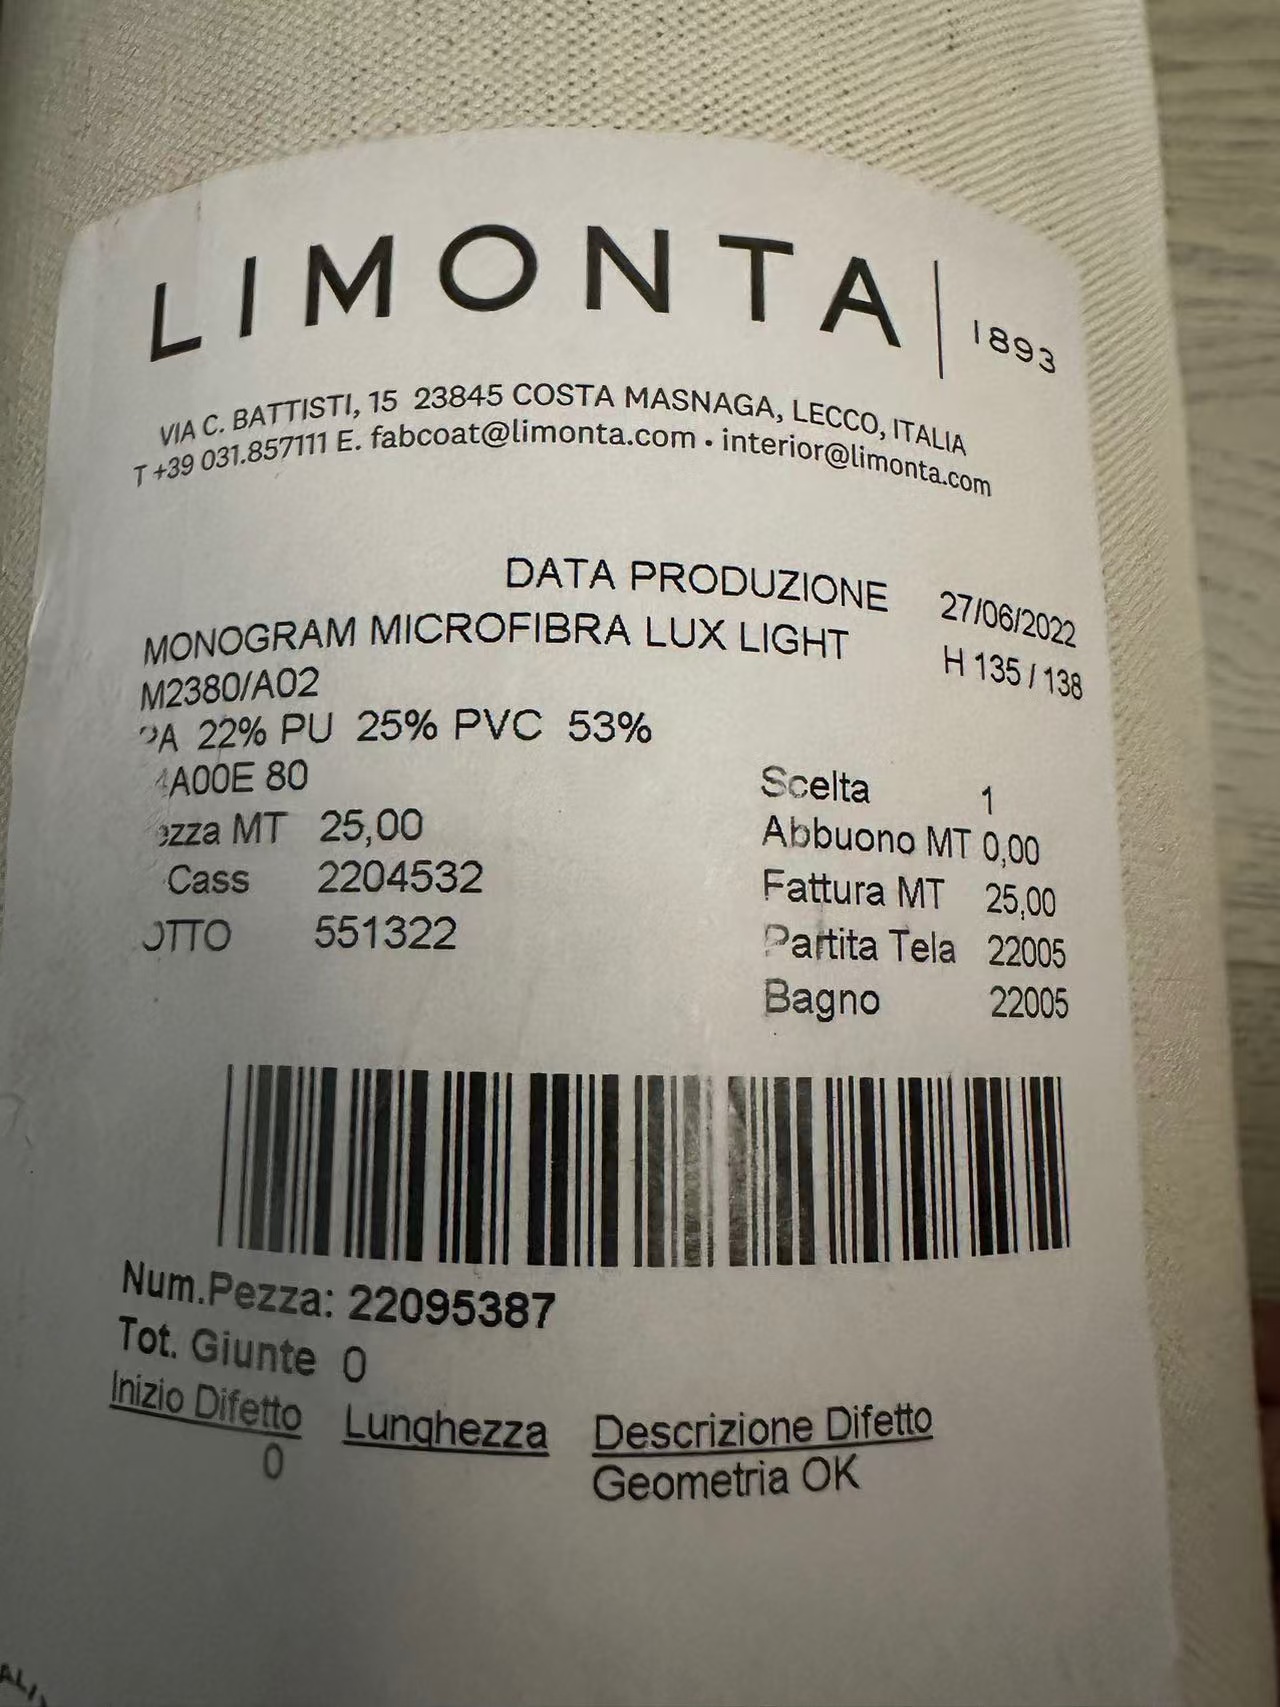 LIMONTA | 1893
VIA C. BATTISTI, 15 23845 COSTA MASNAGA, LECCO, ITALIA
T +39 031.857111 E. fabcoat@limonta.com • interior@limonta.com
DATA PRODUZIONE 27/06/2022
MONOGRAM MICROFIBRA LUX LIGHT H 135 / 138
M2380/A02
22% PU 25% PVC 53%
80
Scelta 1
MT 25,00
Abbuono MT 0,00
Cass 2204532
Fattura MT 25,00
551322
Partita Tela 22005
Bagno 22005
Num.Pezza: 22095387
Tot. Giunte 0
Inizio Difetto Lunghezza Descrizione Difetto
0 Geometria OK